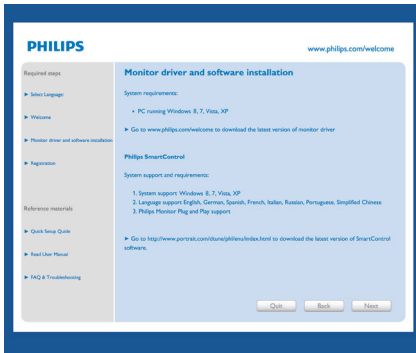 PHILIPS
www.philips.com/welcome
Required steps
► Select Language:
► Welcome
► Monitor driver and software installation
► Registration
Reference materials
► Quick Setup Guide
► Read User Manual
► FAQ & Troubleshooting
Monitor driver and software installation
System requirements:
• PC running Windows 8, 7, Vista, XP
► Go to www.philips.com/welcome to download the latest version of monitor driver
Philips SmartControl
System support and requirements:
1. System support Windows 8, 7, Vista, XP
2. Language support English, German, Spanish, French, Italian, Russian, Portuguese, Simplified Chinese
3. Philips Monitor Plug and Play support
► Go to http://www.portrait.com/dtune/phl/enu/index.html to download the latest version of SmartControl
software.
Quit
Back
Next